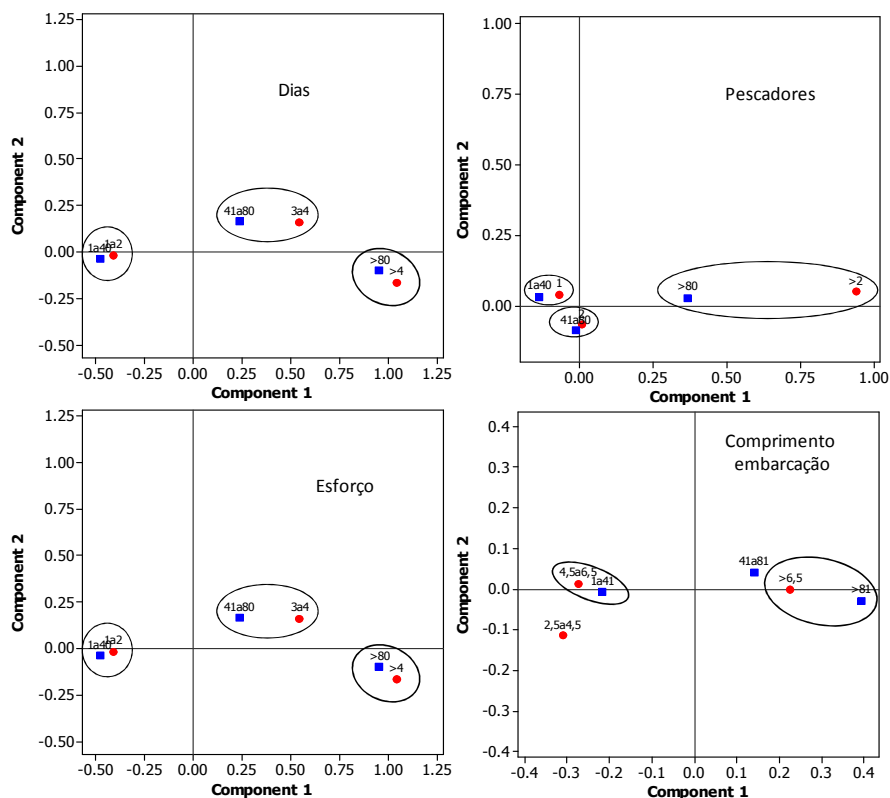 1.25
1.00
0.75
0.50
0.25
0.00
-0.25
-0.50
Component 2
Dias
41a80
3a4
1a40
1a2
>80
>4
-0.50 -0.25 0.00 0.25 0.50 0.75 1.00 1.25
Component 1
1.00
0.75
0.50
0.25
0.00
Component 2
Pescadores
1a40
1
>80
>2
2
41a80
0.00 0.25 0.50 0.75 1.00
Component 1
1.25
1.00
0.75
0.50
0.25
0.00
-0.25
-0.50
Component 2
Esforço
41a80
3a4
1a40
1a2
>80
>4
-0.50 -0.25 0.00 0.25 0.50 0.75 1.00 1.25
Component 1
0.4
0.3
0.2
0.1
0.0
-0.1
-0.2
-0.3
-0.4
Component 2
Comprimento
embarcação
41a81
4,5a6,5
1a41
>6,5
>81
2,5a4,5
-0.4 -0.3 -0.2 -0.1 0.0 0.1 0.2 0.3 0.4
Component 1